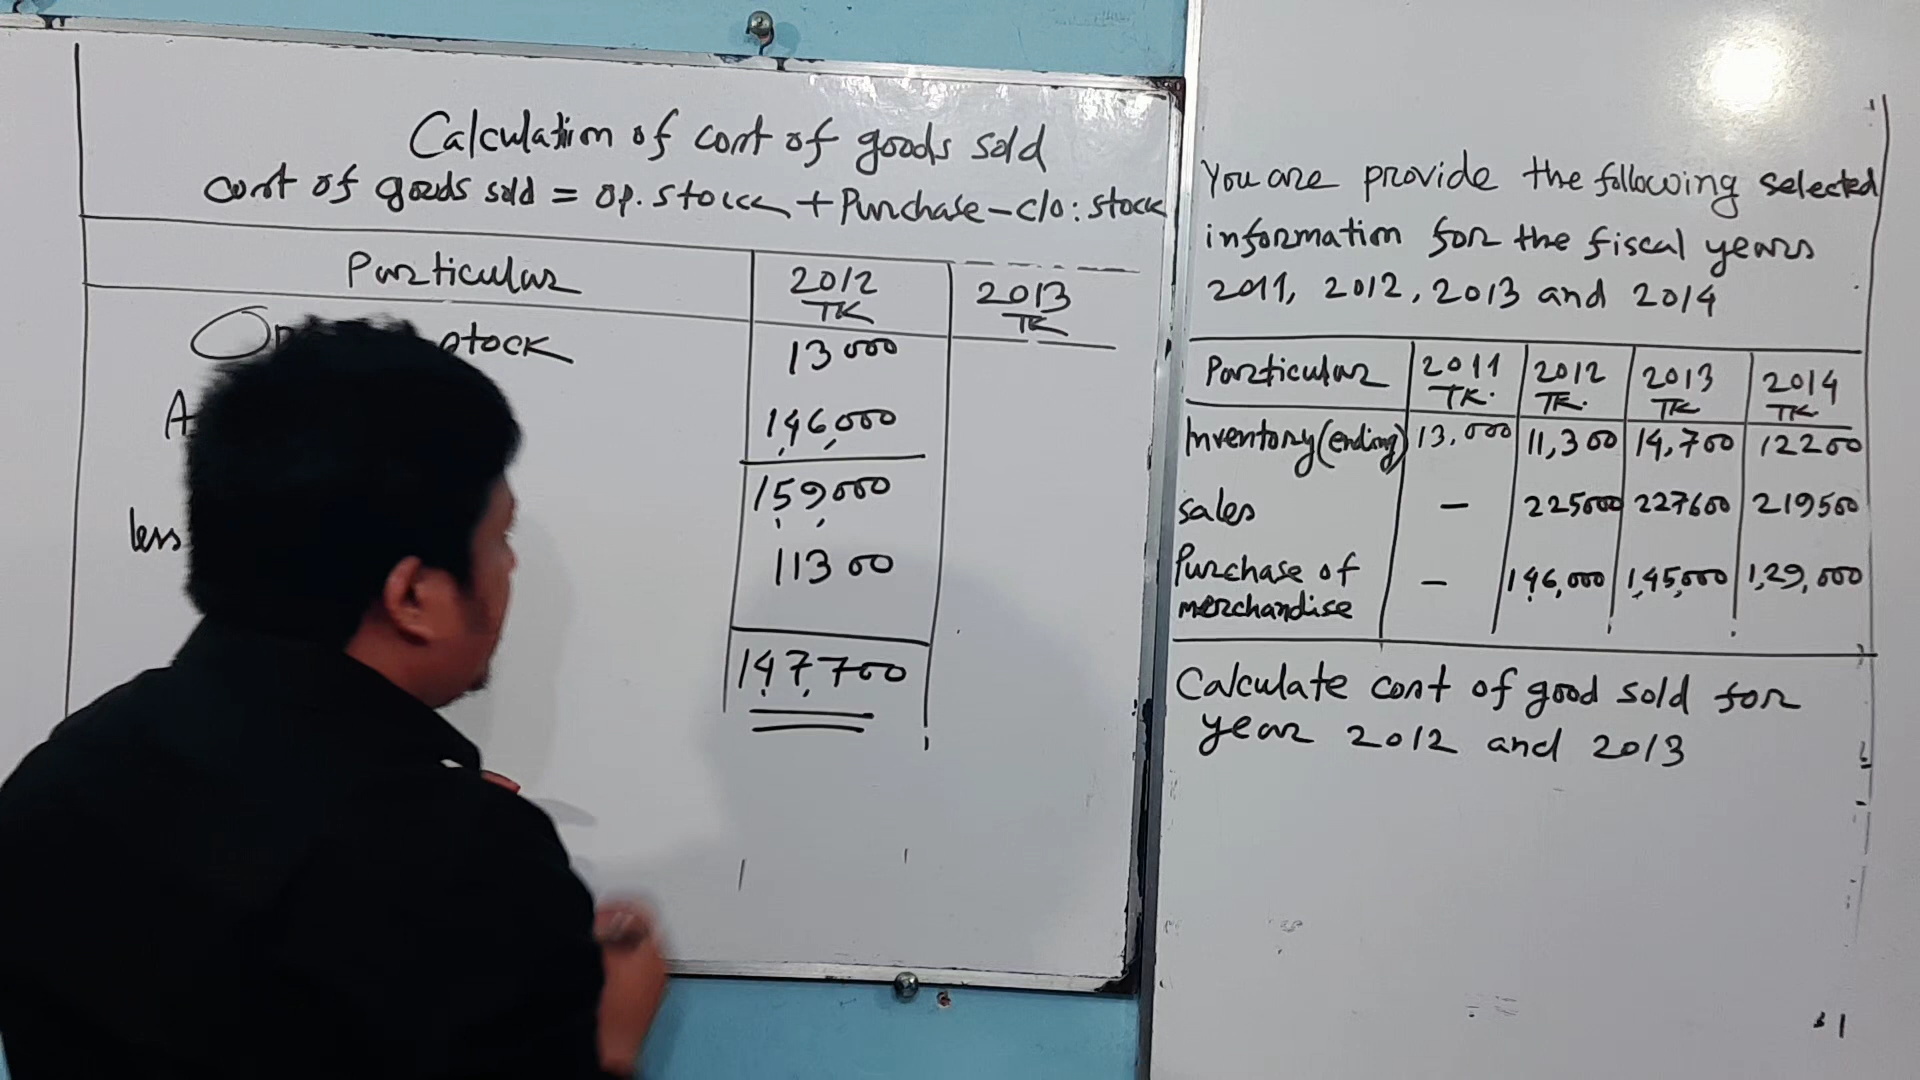 Calculation of cost of goods sold
cost of goods sold = op. stock + Purchase - clo: stock
Particular 2012 TK 2013 TK
stock 13000
146,000
159000
less 11300
147,700
You are provide the following selected
information for the fiscal years
2011, 2012, 2013 and 2014
Particular 2011 TK. 2012 TK. 2013 TK 2014 TK
Inventory (ending) 13,000 11,300 14,700 12200
sales - 225000 227600 219500
Purchase of merchandise - 1,46,000 1,45,000 1,29,000
Calculate cost of good sold for
year 2012 and 2013